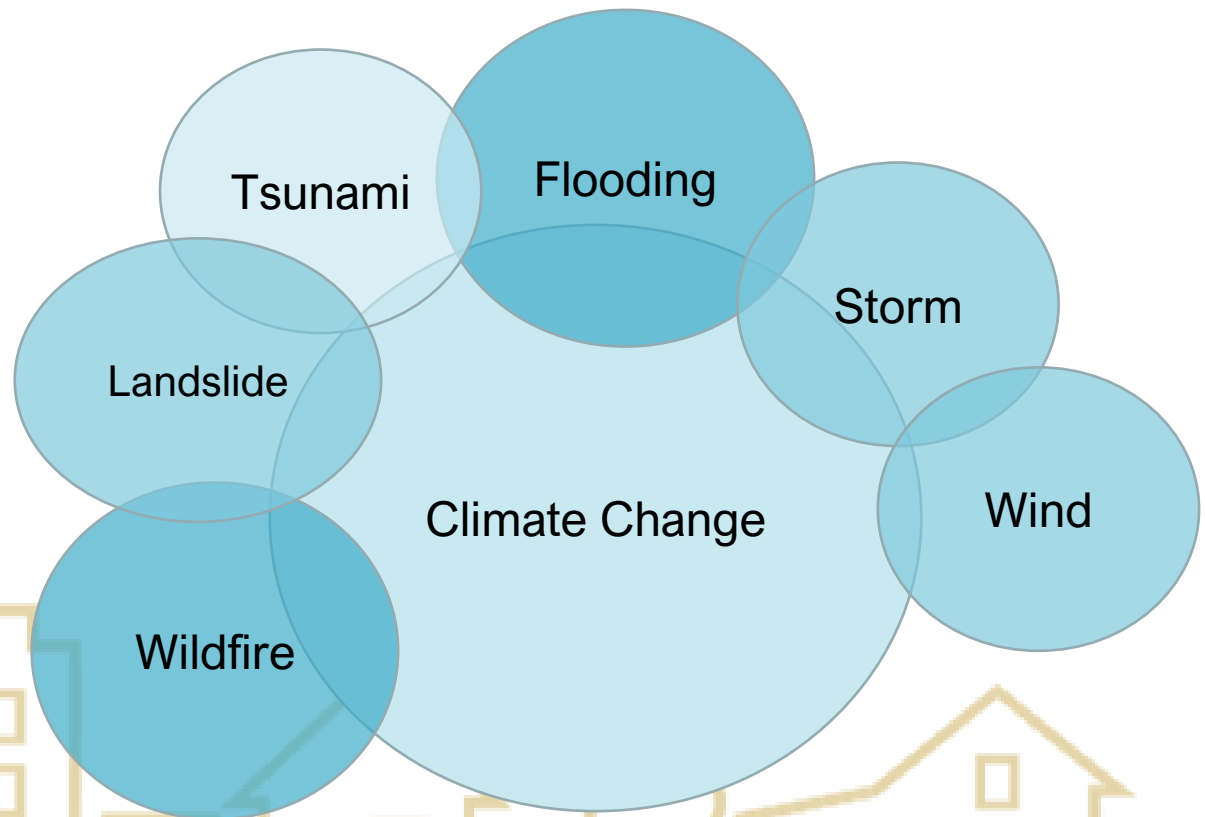 Flooding
Tsunami
Storm
Landslide
Wind
Climate Change
Wildfire